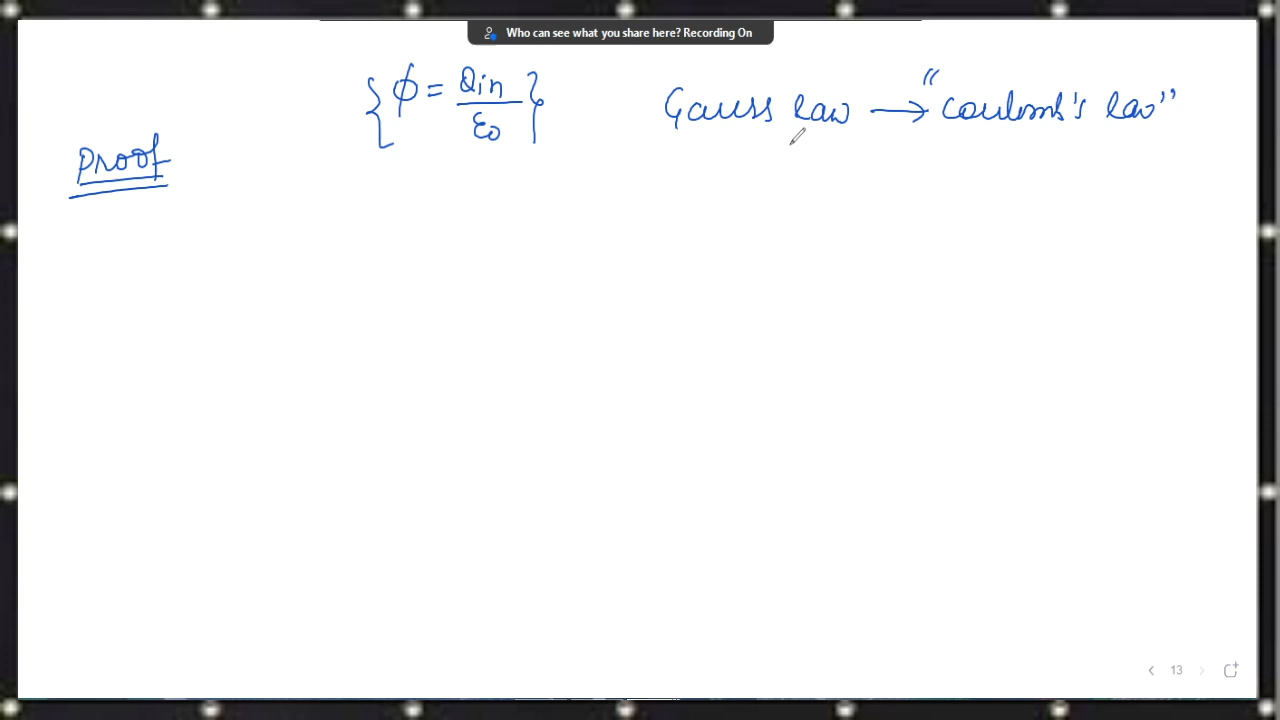 Who can see what you share here? Recording On
{ϕ = Qin/ε0}
Gauss law → "Coulomb's law"
Proof
13